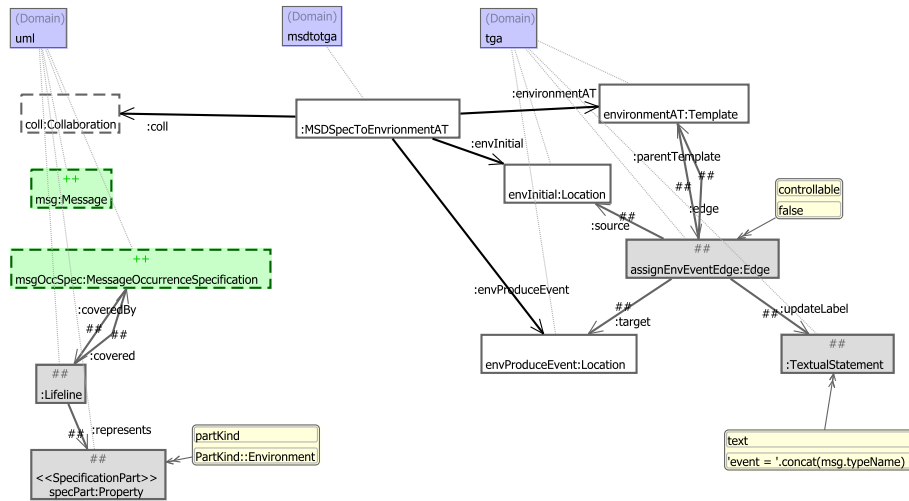 (Domain)
uml
(Domain)
msdtotga
(Domain)
tga
coll:Collaboration
:coll
:MSDSpecToEnvrionmentAT
:environmentAT
environmentAT:Template
:envInitial
:parentTemplate
##
##
:edge
++
msg:Message
envInitial:Location
controllable
false
##
:source
##
assignEnvEventEdge:Edge
++
msgOccSpec:MessageOccurrenceSpecification
:envProduceEvent
:coveredBy
##
##
:covered
##
:target
##
:updateLabel
envProduceEvent:Location
##
:TextualStatement
##
:Lifeline
##
:represents
partKind
PartKind::Environment
text
'event = '.concat(msg.typeName)
##
<<SpecificationPart>>
specPart:Property